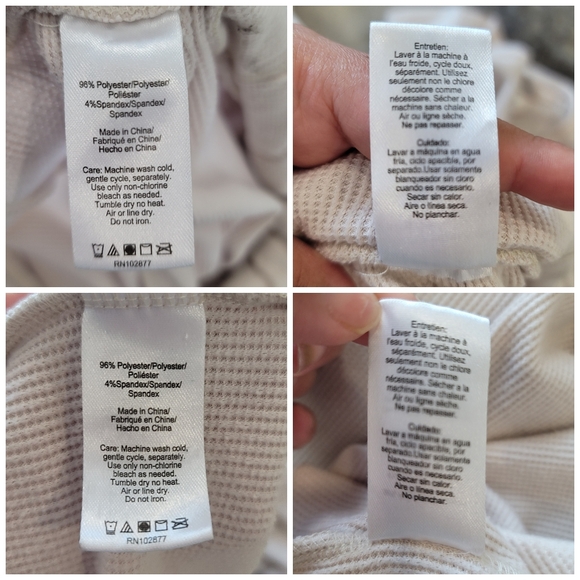 96% Polyester/Polyester/
Poliéster
4%Spandex/Spandex/
Spandex
Made in China/
Fabriqué en Chine/
Hecho en China
Care: Machine wash cold,
gentle cycle, separately.
Use only non-chlorine
bleach as needed.
Tumble dry no heat.
Air or line dry.
Do not iron.
RN102877
Entretien:
Laver à la machine à
l'eau froide, cycle doux,
séparément. Utilisez
seulement non le chlore
décolore comme
nécessaire. Sécher à la
machine sans chaleur.
Air ou ligne sèche.
Ne pas repasser.
Cuidado:
Lavar a máquina en agua
fría, ciclo apacible, por
separado.Usar solamente
blanqueador sin cloro
cuando es necesario.
Secar sin calor.
Aire o línea seca.
No planchar.
96% Polyester/Polyester/
Poliéster
4%Spandex/Spandex/
Spandex
Made in China/
Fabriqué en Chine/
Hecho en China
Care: Machine wash cold,
gentle cycle, separately.
Use only non-chlorine
bleach as needed.
Tumble dry no heat.
Air or line dry.
Do not iron.
RN102877
Entretien:
Laver à la machine à
l'eau froide, cycle doux,
séparément. Utilisez
seulement non le chlore
décolore comme
nécessaire. Sécher à la
machine sans chaleur.
Air ou ligne sèche.
Ne pas repasser.
Cuidado:
Lavar a máquina en agua
fría, ciclo apacible, por
separado.Usar solamente
blanqueador sin cloro
cuando es necesario.
Secar sin calor.
Aire o línea seca.
No planchar.